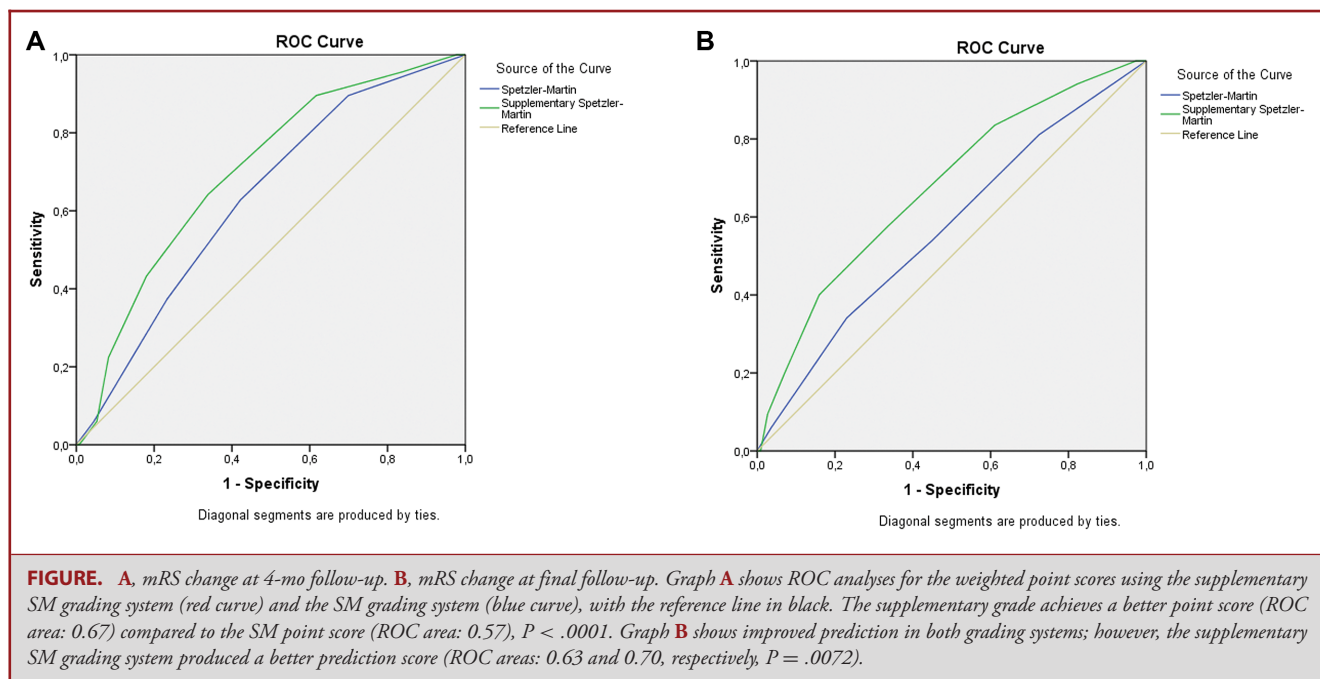 A
ROC Curve
Source of the Curve
Spetzler-Martin
Supplementary Spetzler-
Martin
Reference Line
1,0
0,8
0,6
0,4
0,2
0,0
Sensitivity
0,0 0,2 0,4 0,6 0,8 1,0
1 - Specificity
Diagonal segments are produced by ties.
B
ROC Curve
Source of the Curve
Spetzler-Martin
Supplementary Spetzler-
Martin
Reference Line
1,0
0,8
0,6
0,4
0,2
0,0
Sensitivity
0,0 0,2 0,4 0,6 0,8 1,0
1 - Specificity
Diagonal segments are produced by ties.
FIGURE. A, mRS change at 4-mo follow-up. B, mRS change at final follow-up. Graph A shows ROC analyses for the weighted point scores using the supplementary
SM grading system (red curve) and the SM grading system (blue curve), with the reference line in black. The supplementary grade achieves a better point score (ROC
area: 0.67) compared to the SM point score (ROC area: 0.57), P < .0001. Graph B shows improved prediction in both grading systems; however, the supplementary
SM grading system produced a better prediction score (ROC areas: 0.63 and 0.70, respectively, P = .0072).